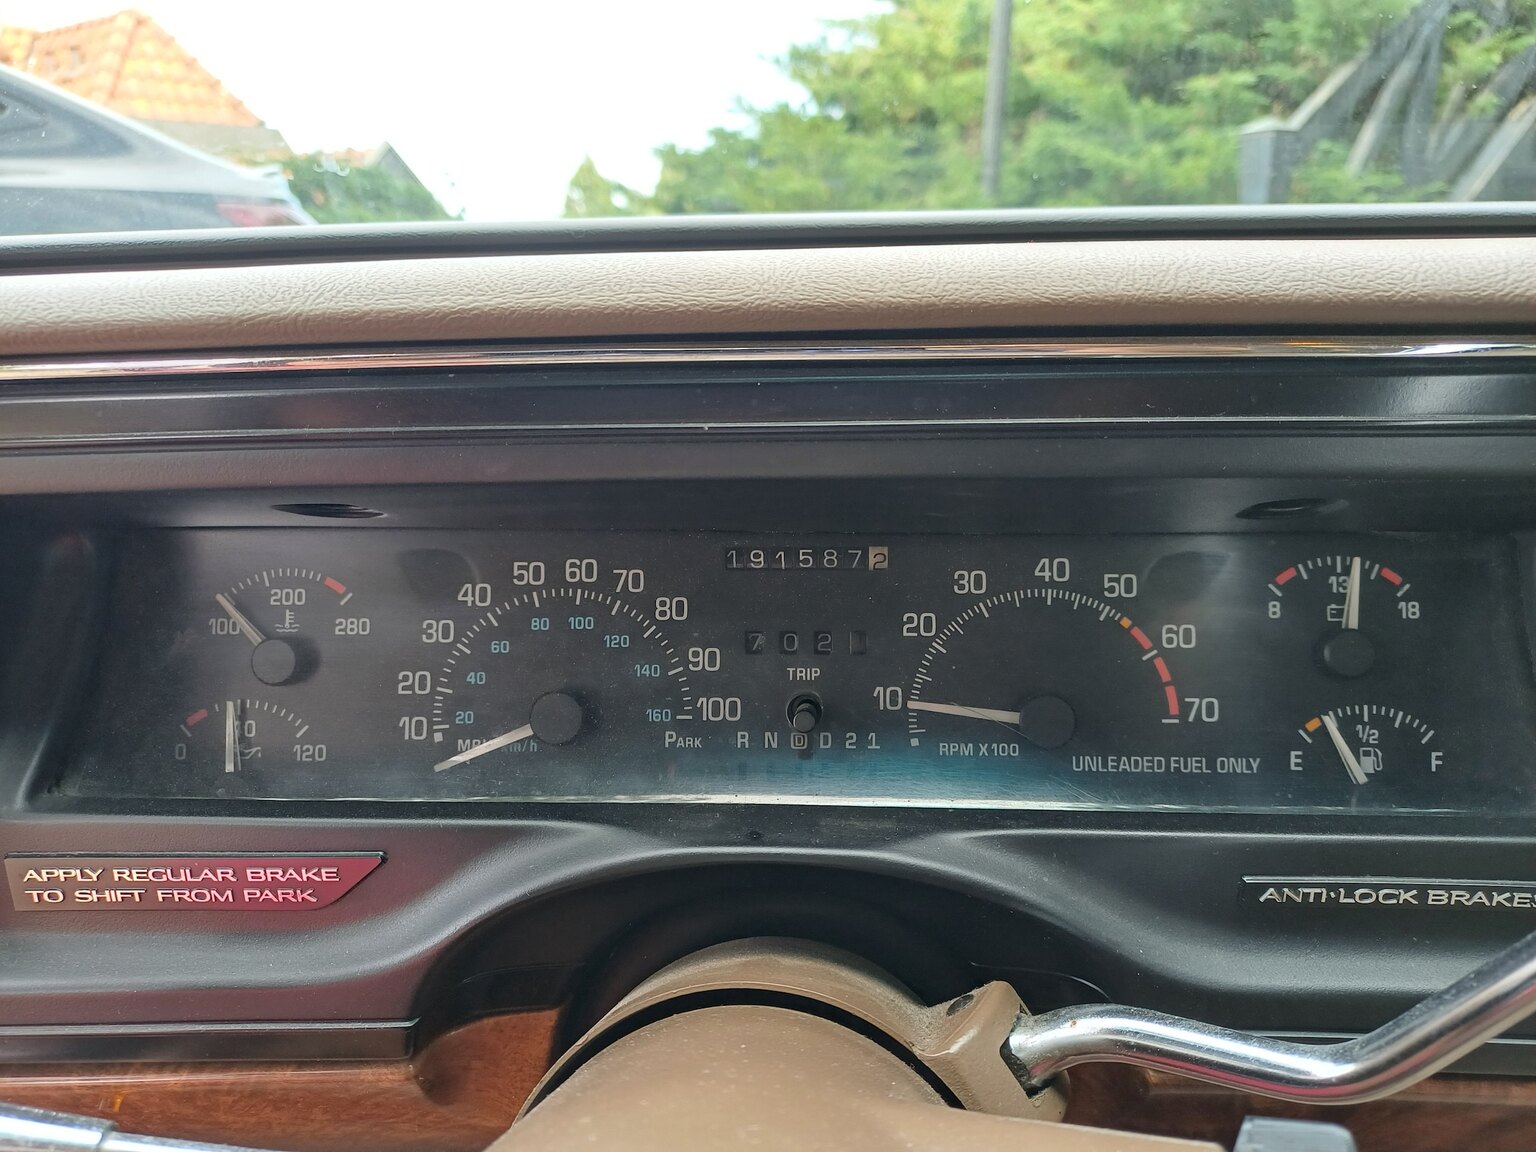 1915872
7021
TRIP
100 200 280
0 120
10 20 30 40 50 60 70 80 90 100
20 40 60 80 100 120 140 160
PARK R N D D 2 1
10 20 30 40 50 60 70
RPM X100
UNLEADED FUEL ONLY
8 13 18
E 1/2 F
APPLY REGULAR BRAKE
TO SHIFT FROM PARK
ANTI-LOCK BRAKES